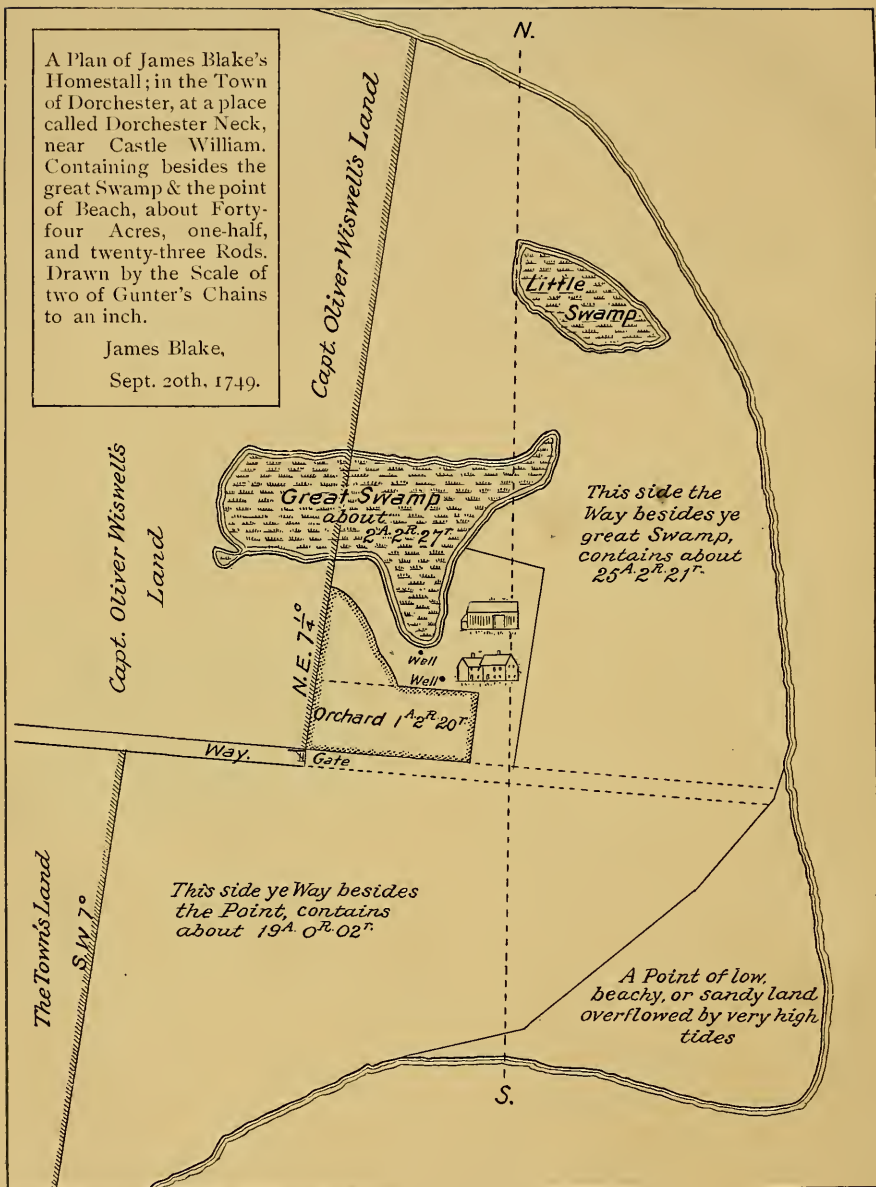 A Plan of James Blake's
Homestall; in the Town
of Dorchester, at a place
called Dorchester Neck,
near Castle William.
Containing besides the
great Swamp & the point
of Beach, about Forty-
four Acres, one-half,
and twenty-three Rods.
Drawn by the Scale of
two of Gunter's Chains
to an inch.
James Blake,
Sept. 20th, 1749.
N.
Capt. Oliver Wiswell's Land
Little
Swamp
Capt. Oliver Wiswell's
Land
Great Swamp
about
2A. 2R. 27r.
This side the
Way besides ye
great Swamp,
contains about
25A. 2R. 21r.
N.E. 7¼°
Well
Well
Orchard 1A. 2R. 20r.
Way.
Gate
The Town's Land
S.W 7°
This side ye Way besides
the Point, contains
about 19A. 0R. 02r.
A Point of low,
beachy, or sandy land
overflowed by very high
tides
S.